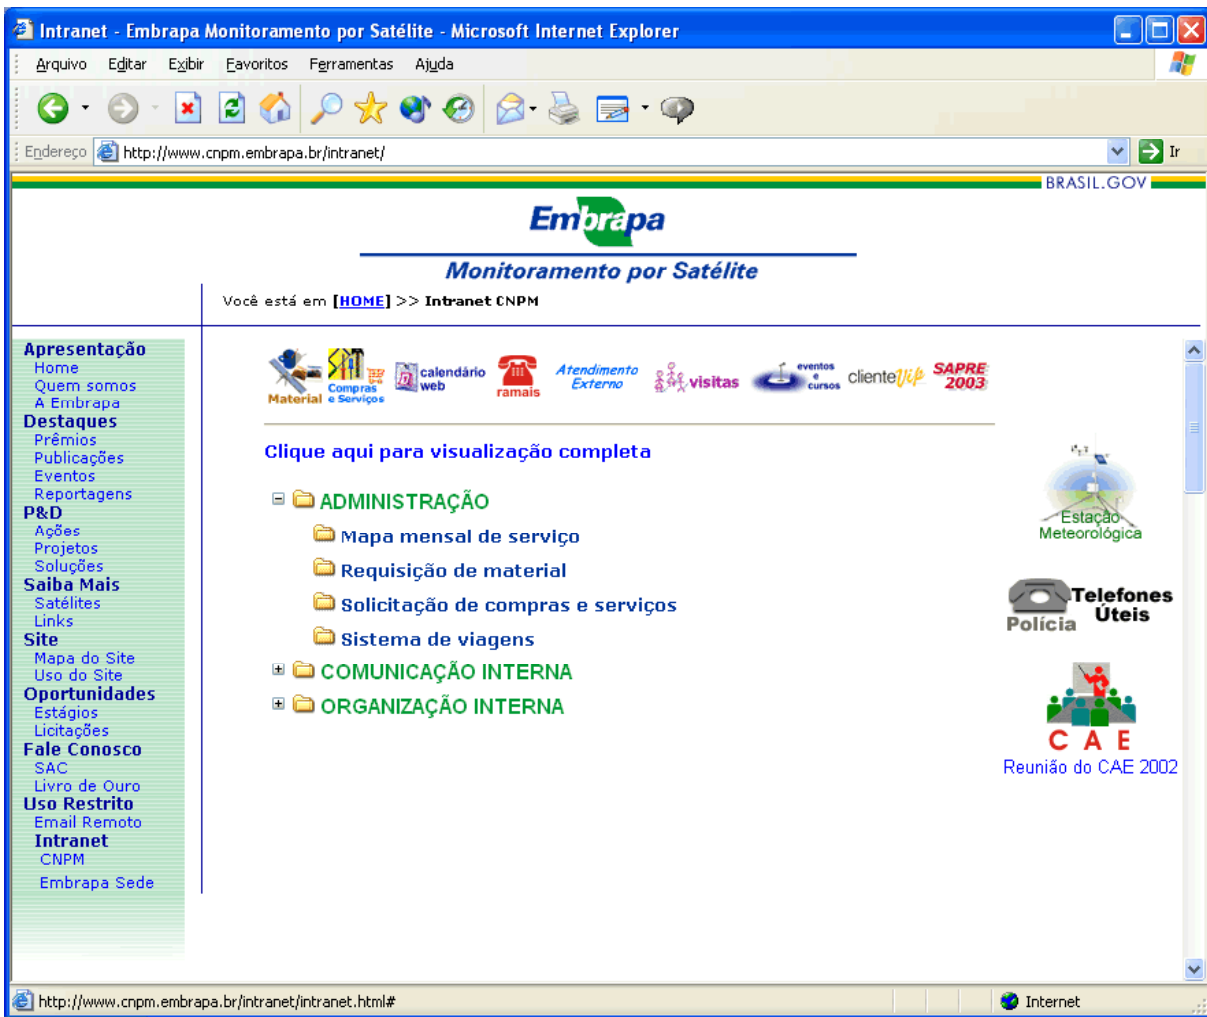 Intranet - Embrapa Monitoramento por Satélite - Microsoft Internet Explorer
Arquivo Editar Exibir Favoritos Ferramentas Ajuda
Endereço http://www.cnpm.embrapa.br/intranet/ Ir
BRASIL.GOV
Embrapa
Monitoramento por Satélite
Você está em [HOME] >> Intranet CNPM
Apresentação
Home
Quem somos
A Embrapa
Destaques
Prêmios
Publicações
Eventos
Reportagens
P&D
Ações
Projetos
Soluções
Saiba Mais
Satélites
Links
Site
Mapa do Site
Uso do Site
Oportunidades
Estágios
Licitações
Fale Conosco
SAC
Livro de Ouro
Uso Restrito
Email Remoto
Intranet
CNPM
Embrapa Sede
Material
Compras
e Serviços
calendário
web
ramais
Atendimento
Externo
visitas
eventos
e
cursos
clienteVip
SAPRE
2003
Clique aqui para visualização completa
ADMINISTRAÇÃO
Mapa mensal de serviço
Requisição de material
Solicitação de compras e serviços
Sistema de viagens
COMUNICAÇÃO INTERNA
ORGANIZAÇÃO INTERNA
Estação
Meteorológica
Telefones
Úteis
Polícia
CAE
Reunião do CAE 2002
http://www.cnpm.embrapa.br/intranet/intranet.html# Internet